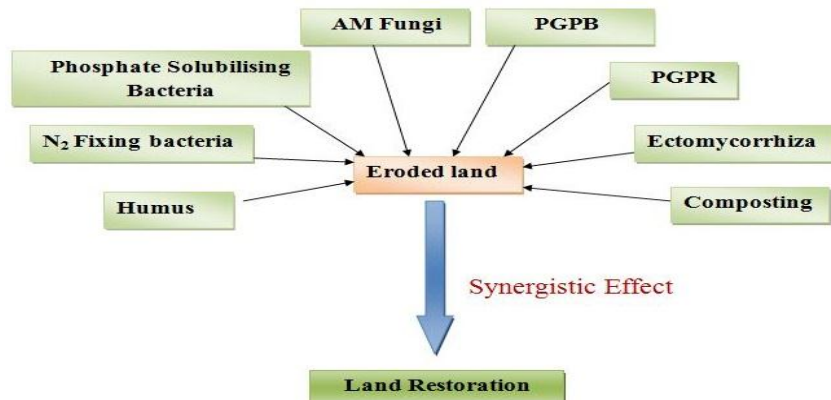 AM Fungi
PGPB
Phosphate Solubilising
Bacteria
PGPR
N₂ Fixing bacteria
Ectomycorrhiza
Eroded land
Humus
Composting
Synergistic Effect
Land Restoration